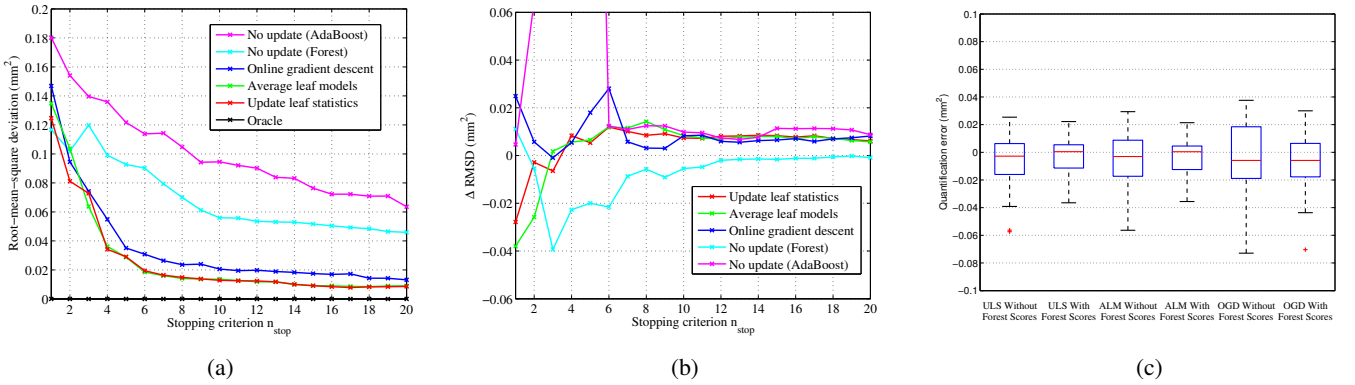 0.2
0.18
0.16
0.14
0.12
0.1
0.08
0.06
0.04
0.02
0
Root−mean−square deviation (mm²)
No update (AdaBoost)
No update (Forest)
Online gradient descent
Average leaf models
Update leaf statistics
Oracle
2 4 6 8 10 12 14 16 18 20
Stopping criterion n_stop
(a)
0.06
0.04
0.02
0
−0.02
−0.04
−0.06
Δ RMSD (mm²)
Update leaf statistics
Average leaf models
Online gradient descent
No update (Forest)
No update (AdaBoost)
2 4 6 8 10 12 14 16 18 20
Stopping criterion n_stop
(b)
0.1
0.08
0.06
0.04
0.02
0
−0.02
−0.04
−0.06
−0.08
−0.1
Quantification error (mm²)
ULS Without ULS With ALM Without ALM With OGD Without OGD With
Forest Scores Forest Scores Forest Scores Forest Scores Forest Scores Forest Scores
(c)